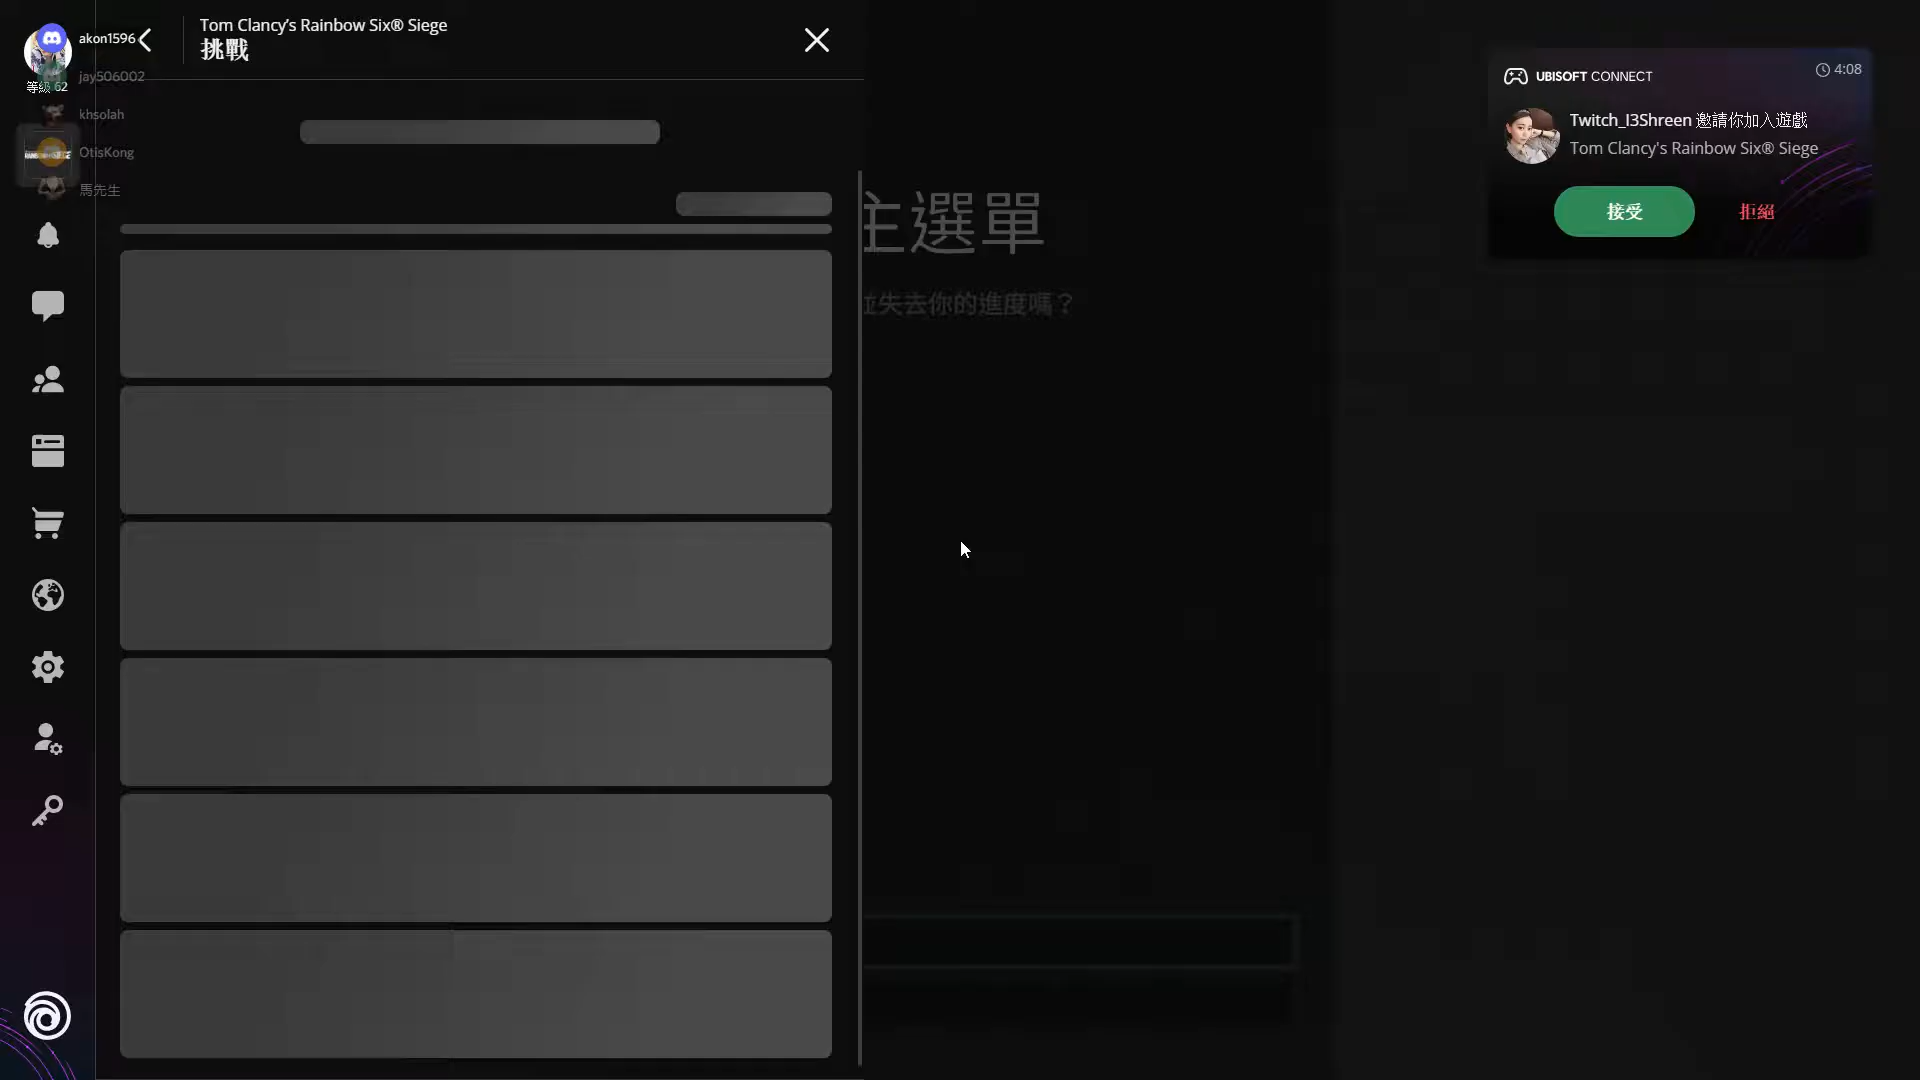 akon1596
jay506002
等級 62
khsolah
OtisKong
馬先生
Tom Clancy’s Rainbow Six® Siege
挑戰
主選單
並失去你的進度嗎？
UBISOFT CONNECT
4:08
Twitch_I3Shreen 邀請你加入遊戲
Tom Clancy's Rainbow Six® Siege
接受
拒絕